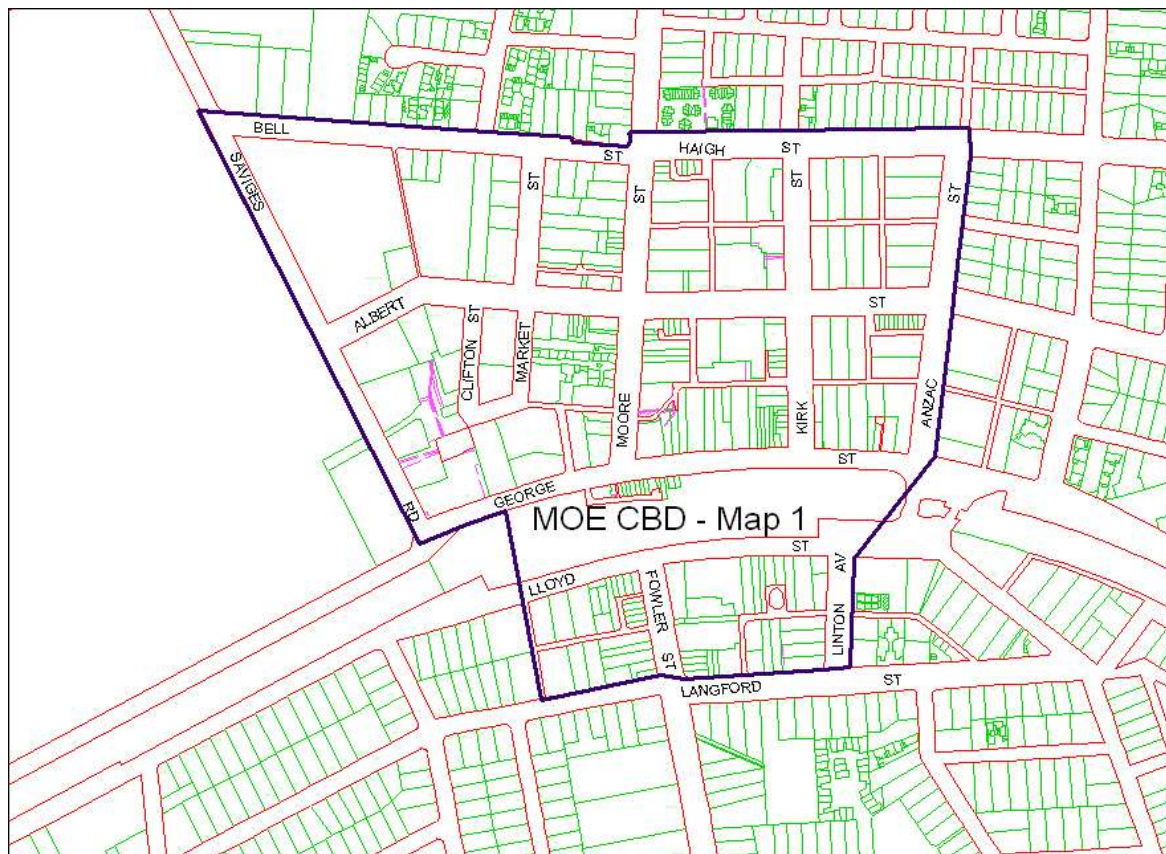 BELL
ST
HAIGH
ST
SAVIGES
ST
ST
ST
ST
ALBERT
ST
CLIFTON ST
MARKET
MOORE
KIRK
ANZAC
GEORGE
ST
RD
MOE CBD - Map 1
LLOYD
ST
FOWLER
ST
LINTON AV
LANGFORD
ST